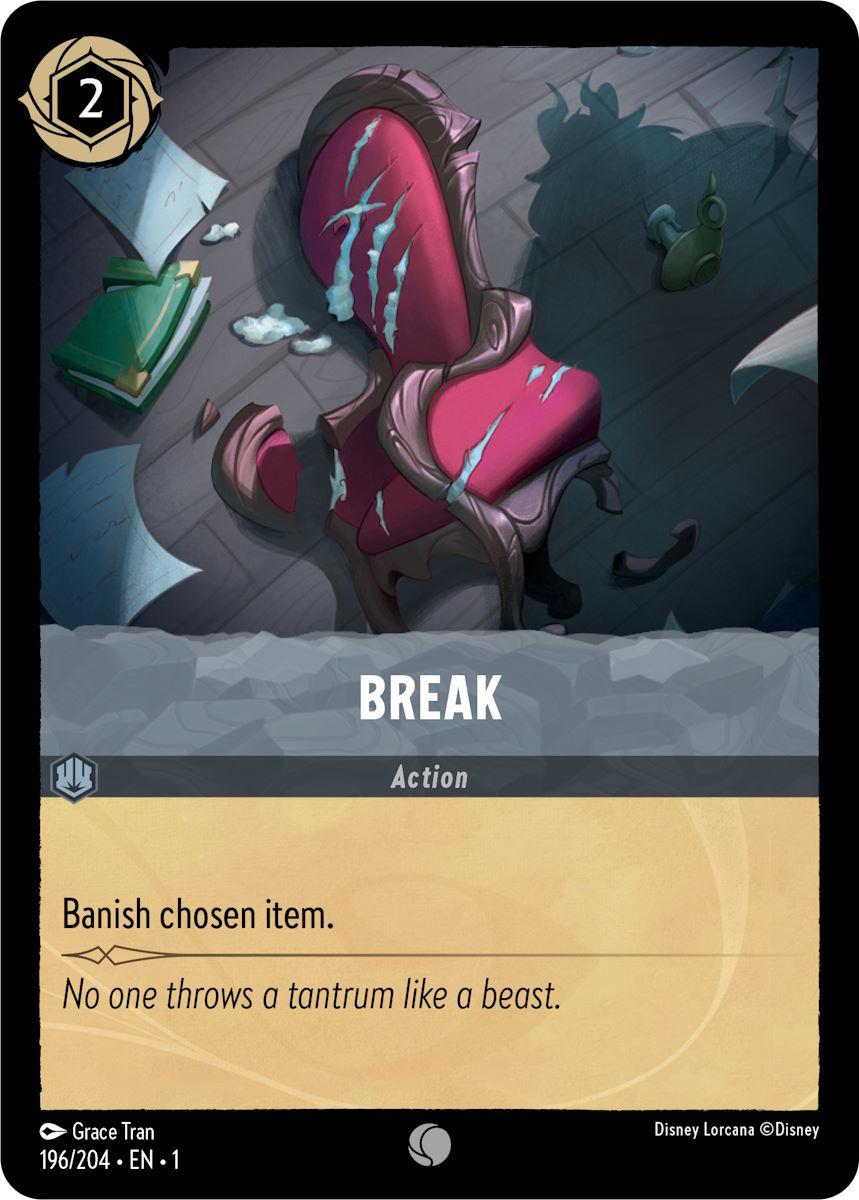 2
BREAK
Action
Banish chosen item.
No one throws a tantrum like a beast.
Grace Tran
196/204 • EN • 1
Disney Lorcana ©Disney